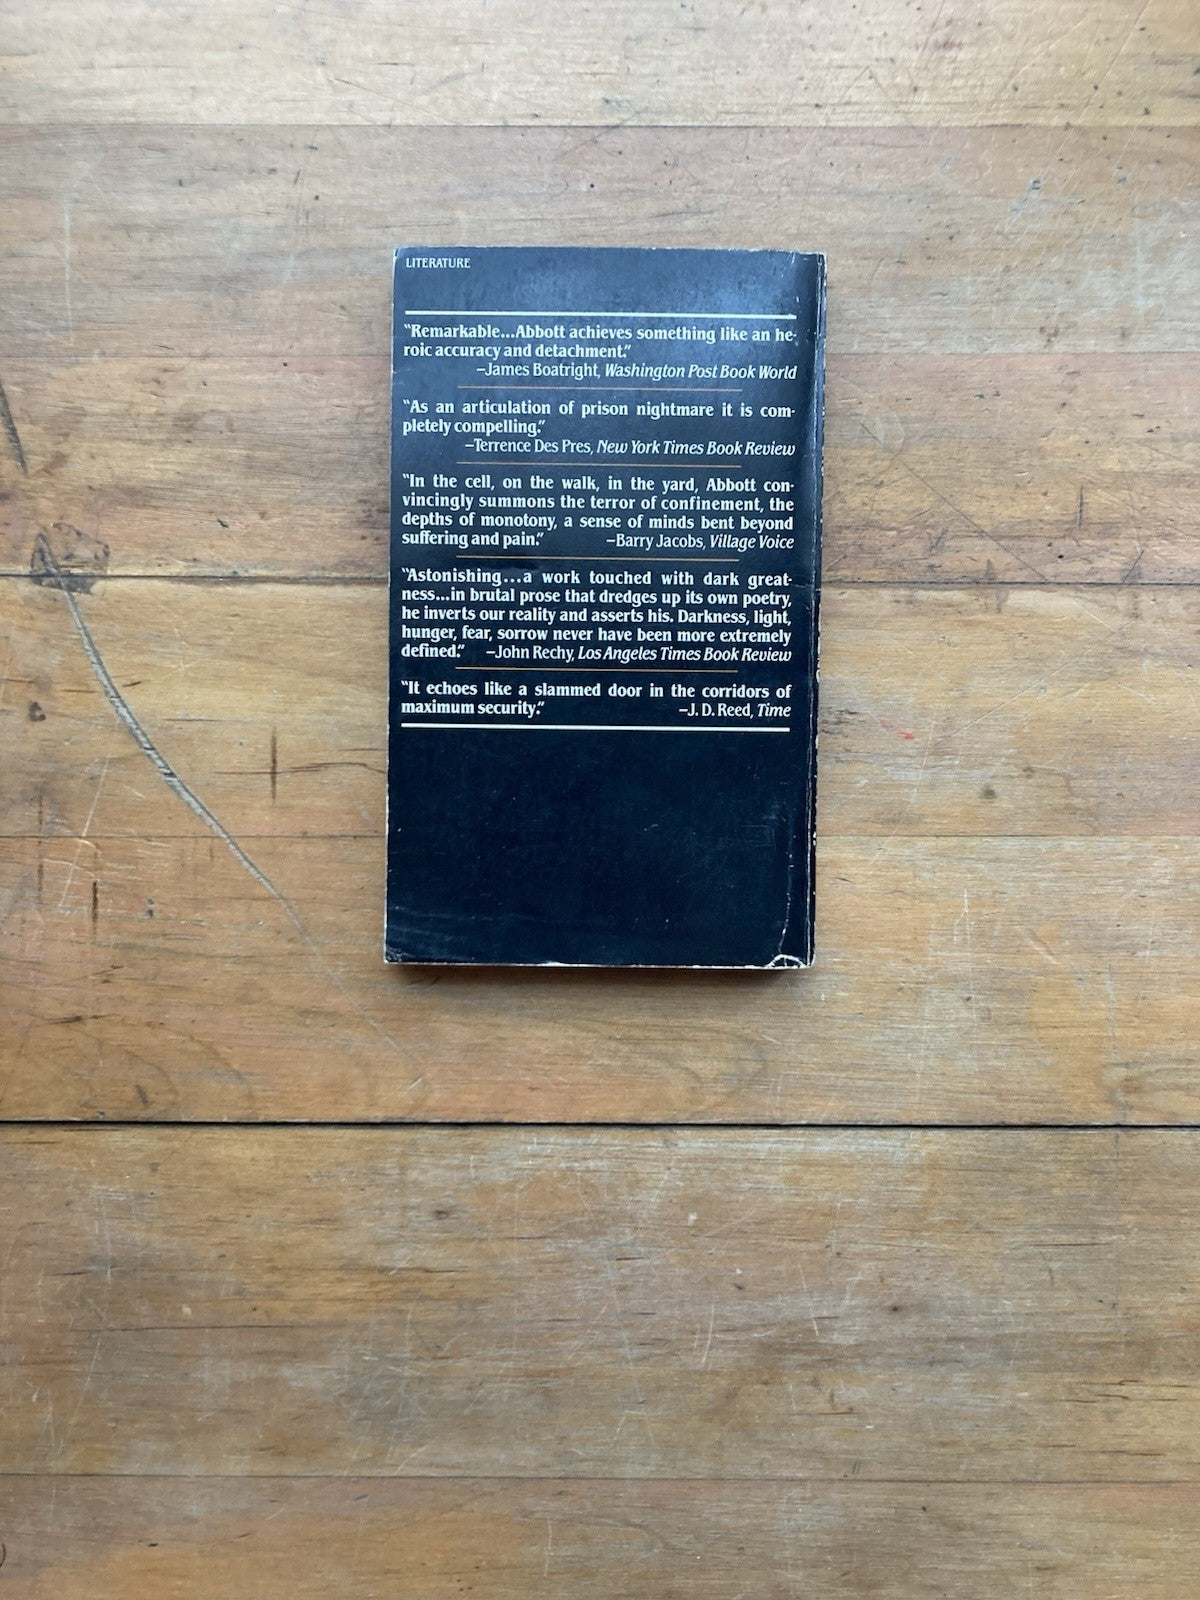 LITERATURE
"Remarkable...Abbott achieves something like an he-
roic accuracy and detachment."
–James Boatright, Washington Post Book World
"As an articulation of prison nightmare it is com-
pletely compelling."
–Terrence Des Pres, New York Times Book Review
"In the cell, on the walk, in the yard, Abbott con-
vincingly summons the terror of confinement, the
depths of monotony, a sense of minds bent beyond
suffering and pain." –Barry Jacobs, Village Voice
"Astonishing...a work touched with dark great-
ness...in brutal prose that dredges up its own poetry,
he inverts our reality and asserts his. Darkness, light,
hunger, fear, sorrow never have been more extremely
defined." –John Rechy, Los Angeles Times Book Review
"It echoes like a slammed door in the corridors of
maximum security." –J. D. Reed, Time